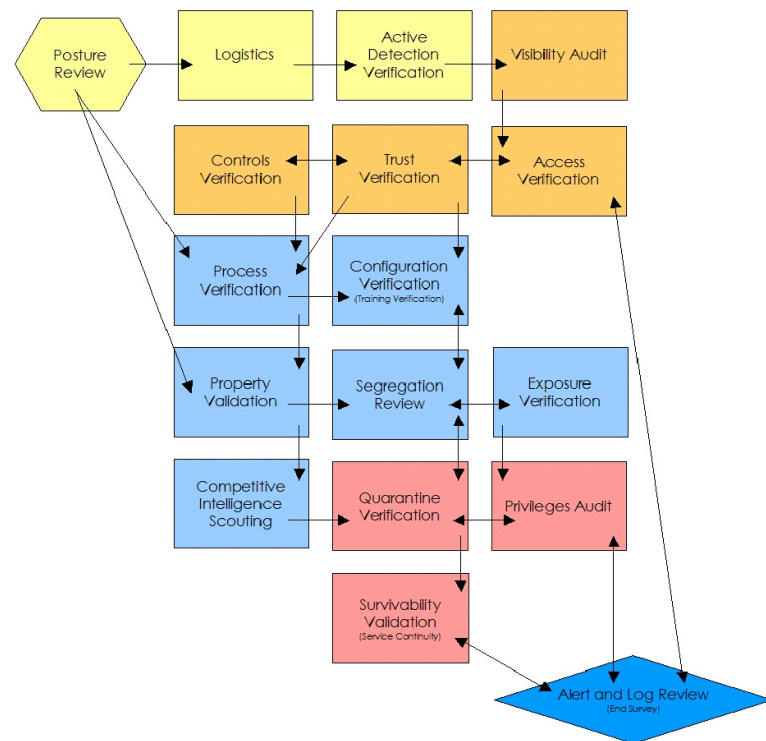 Posture
Review
Logistics
Active
Detection
Verification
Visibility Audit
Controls
Verification
Trust
Verification
Access
Verification
Process
Verification
Configuration
Verification
(Training Verification)
Property
Validation
Segregation
Review
Exposure
Verification
Competitive
Intelligence
Scouting
Quarantine
Verification
Privileges Audit
Survivability
Validation
(Service Continuity)
Alert and Log Review
(End Survey)